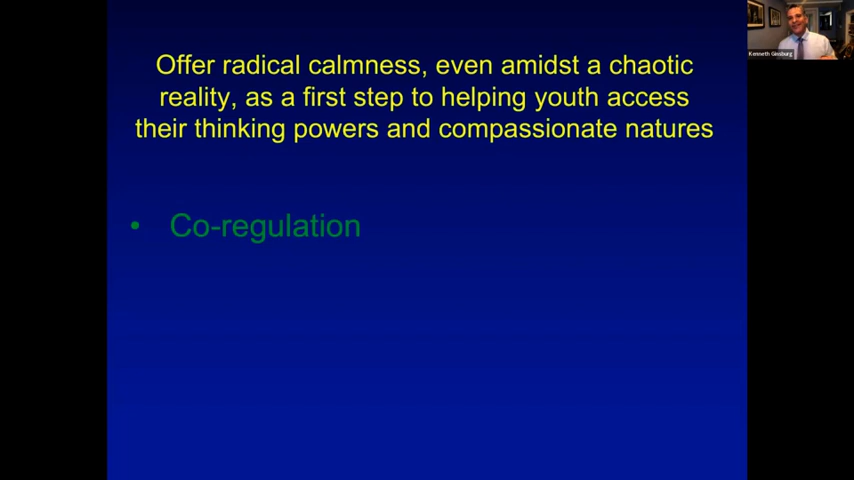 Kenneth Ginsburg
Offer radical calmness, even amidst a chaotic
reality, as a first step to helping youth access
their thinking powers and compassionate natures
• Co-regulation